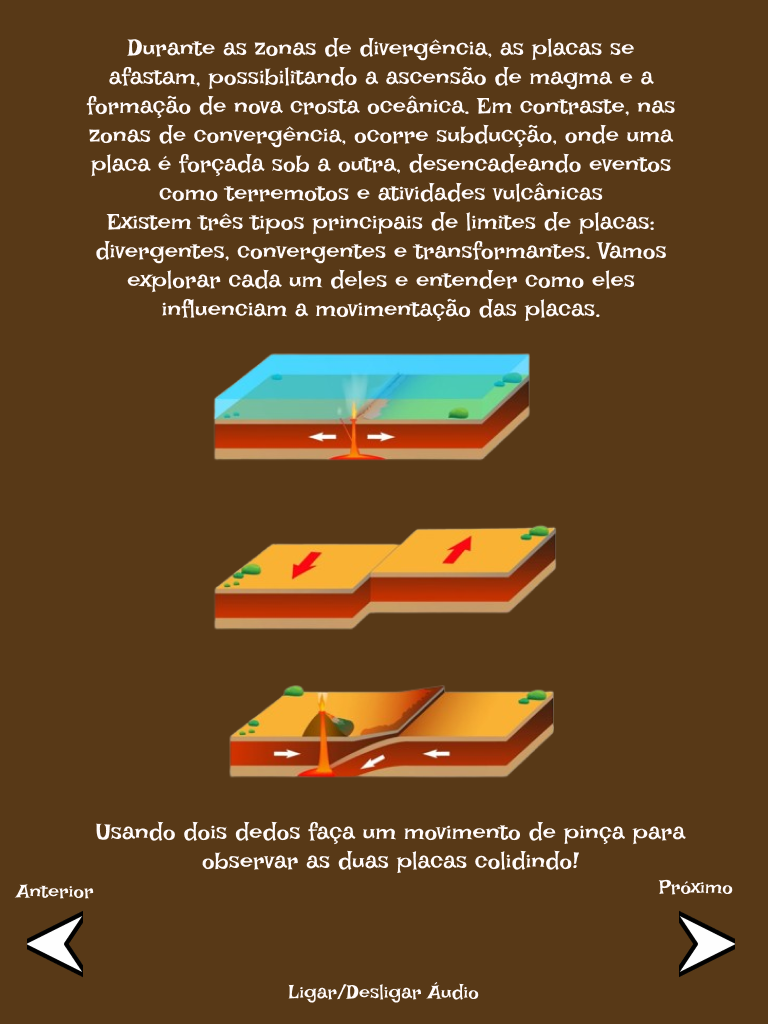 Durante as zonas de divergência, as placas se
afastam, possibilitando a ascensão de magma e a
formação de nova crosta oceânica. Em contraste, nas
zonas de convergência, ocorre subducção, onde uma
placa é forçada sob a outra, desencadeando eventos
como terremotos e atividades vulcânicas
Existem três tipos principais de limites de placas:
divergentes, convergentes e transformantes. Vamos
explorar cada um deles e entender como eles
influenciam a movimentação das placas.
Usando dois dedos faça um movimento de pinça para
observar as duas placas colidindo!
Anterior
Próximo
Ligar/Desligar Áudio